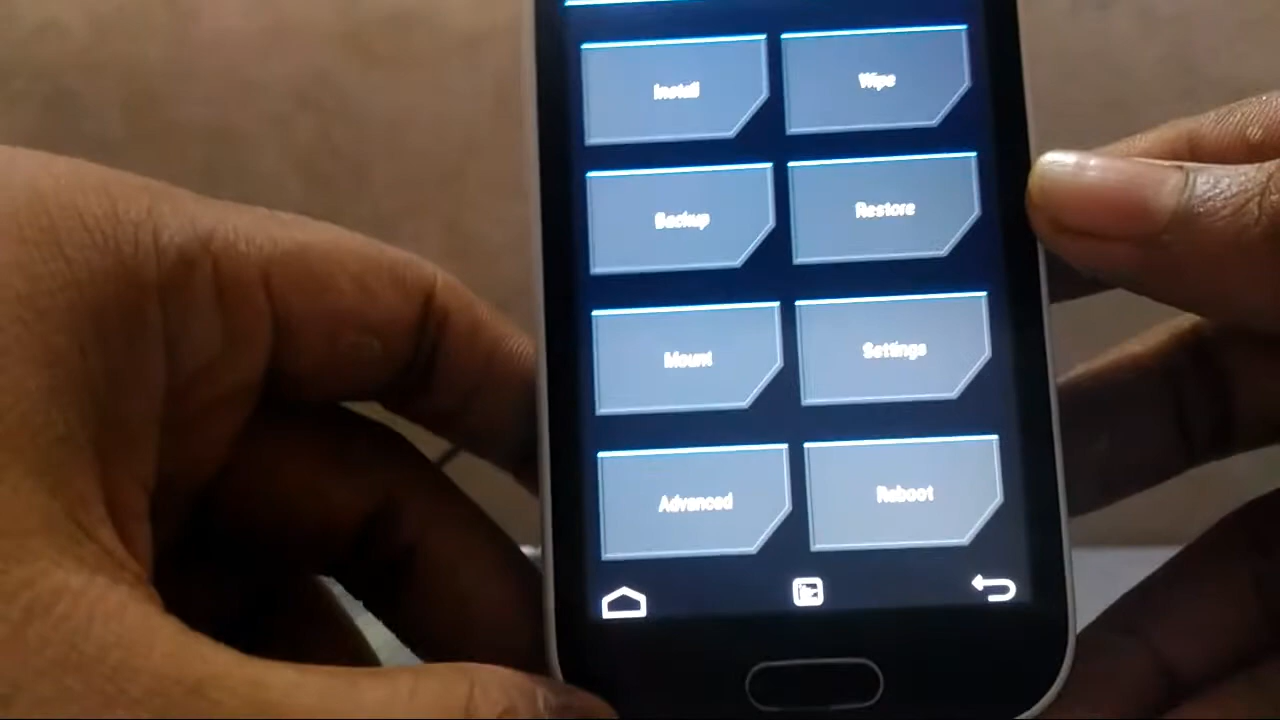 Install
Wipe
Backup
Restore
Mount
Settings
Advanced
Reboot